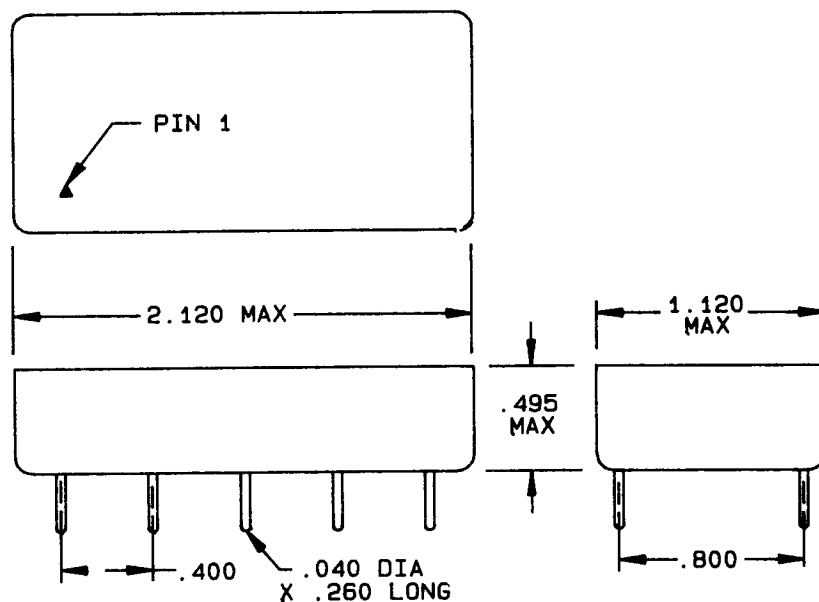 PIN 1
2.120 MAX
1.120
MAX
.495
MAX
.400
.040 DIA
X .260 LONG
.800